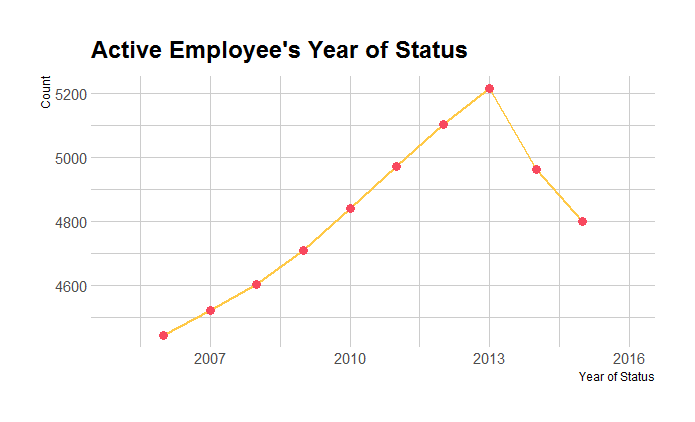 Active Employee's Year of Status
Count
5200
5000
4800
4600
2007 2010 2013 2016
Year of Status